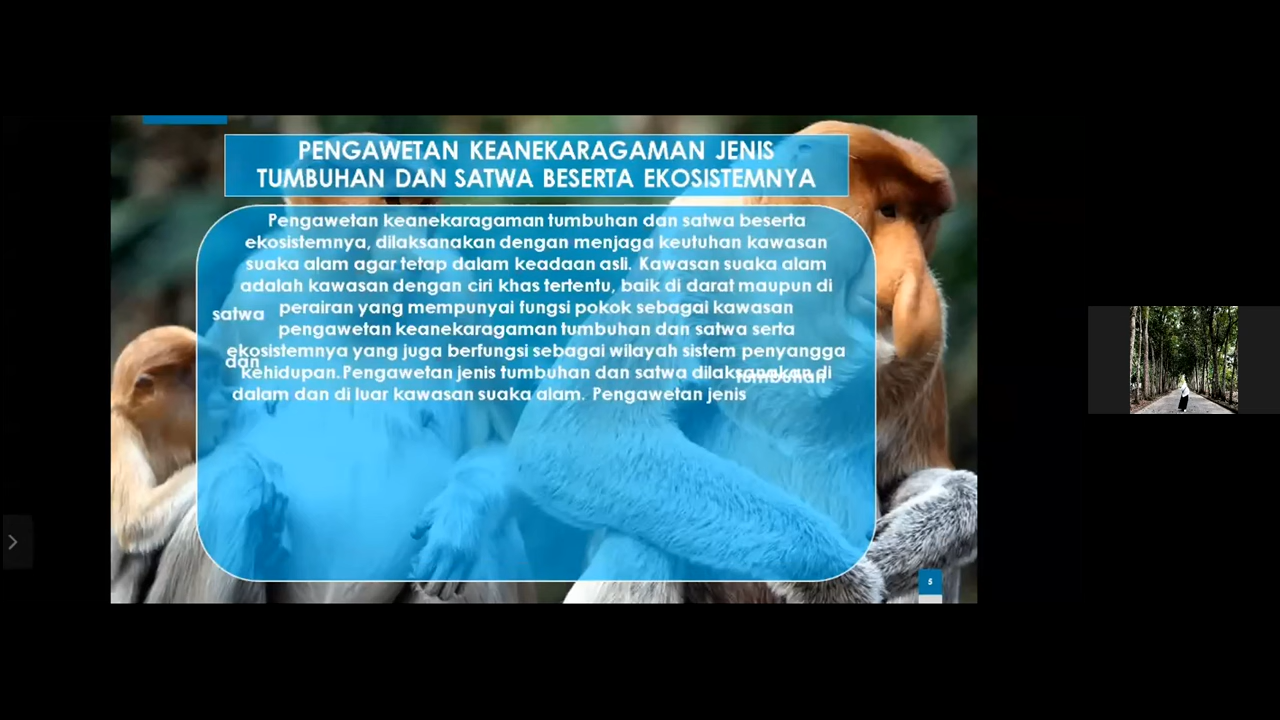 PENGAWETAN KEANEKARAGAMAN JENIS
TUMBUHAN DAN SATWA BESERTA EKOSISTEMNYA
Pengawetan keanekaragaman tumbuhan dan satwa beserta
ekosistemnya, dilaksanakan dengan menjaga keutuhan kawasan
suaka alam agar tetap dalam keadaan asli. Kawasan suaka alam
adalah kawasan dengan ciri khas tertentu, baik di darat maupun di
perairan yang mempunyai fungsi pokok sebagai kawasan
pengawetan keanekaragaman tumbuhan dan satwa serta
ekosistemnya yang juga berfungsi sebagai wilayah sistem penyangga
kehidupan. Pengawetan jenis tumbuhan dan satwa dilaksanakan di
dalam dan di luar kawasan suaka alam. Pengawetan jenis
tumbuhan
dan
satwa
5